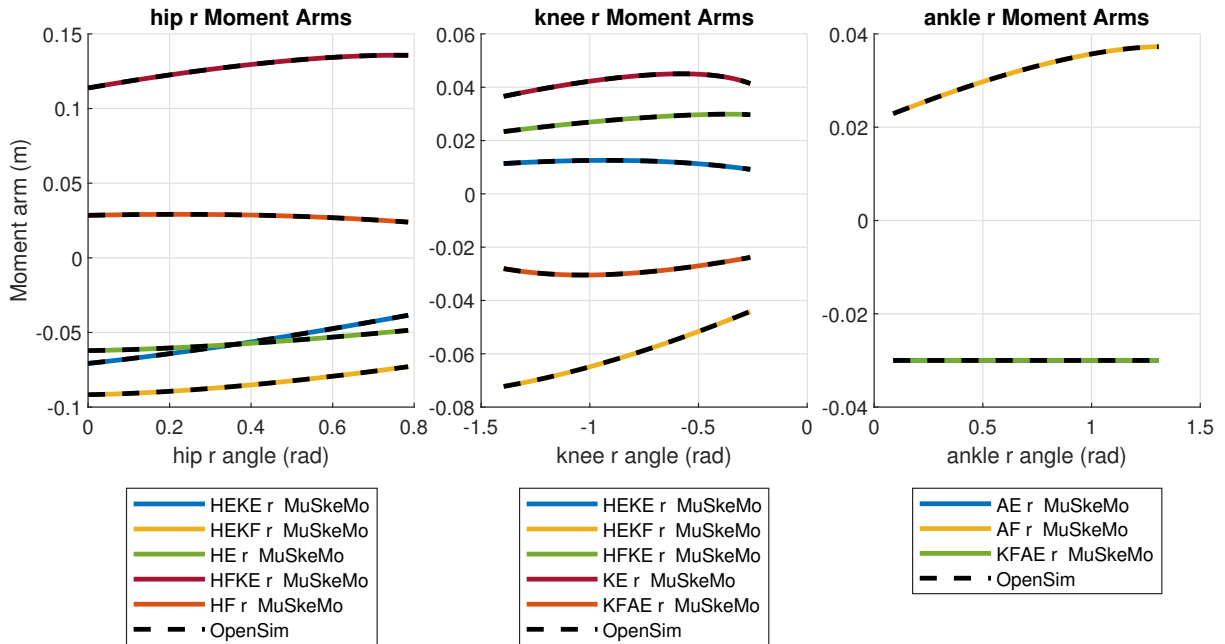 hip r Moment Arms
0.15
0.1
0.05
0
-0.05
-0.1
Moment arm (m)
0
0.2
0.4
0.6
0.8
hip r angle (rad)
HEKE r MuSkeMo
HEKF r MuSkeMo
HE r MuSkeMo
HFKE r MuSkeMo
HF r MuSkeMo
OpenSim
knee r Moment Arms
0.06
0.04
0.02
0
-0.02
-0.04
-0.06
-0.08
-1.5
-1
-0.5
0
knee r angle (rad)
HEKE r MuSkeMo
HEKF r MuSkeMo
HFKE r MuSkeMo
KE r MuSkeMo
KFAE r MuSkeMo
OpenSim
ankle r Moment Arms
0.04
0.02
0
-0.02
-0.04
0
0.5
1
1.5
ankle r angle (rad)
AE r MuSkeMo
AF r MuSkeMo
KFAE r MuSkeMo
OpenSim